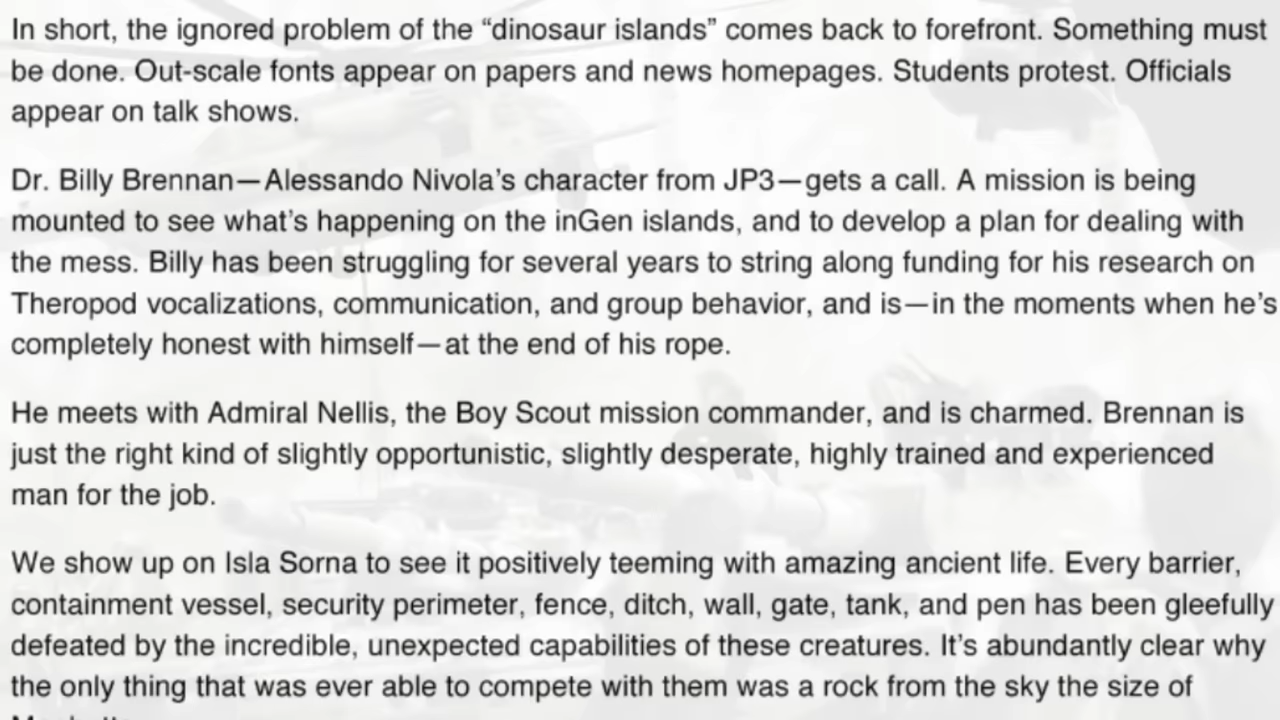 In short, the ignored problem of the “dinosaur islands” comes back to forefront. Something must
be done. Out-scale fonts appear on papers and news homepages. Students protest. Officials
appear on talk shows.
Dr. Billy Brennan—Alessando Nivola’s character from JP3—gets a call. A mission is being
mounted to see what’s happening on the inGen islands, and to develop a plan for dealing with
the mess. Billy has been struggling for several years to string along funding for his research on
Theropod vocalizations, communication, and group behavior, and is—in the moments when he’s
completely honest with himself—at the end of his rope.
He meets with Admiral Nellis, the Boy Scout mission commander, and is charmed. Brennan is
just the right kind of slightly opportunistic, slightly desperate, highly trained and experienced
man for the job.
We show up on Isla Sorna to see it positively teeming with amazing ancient life. Every barrier,
containment vessel, security perimeter, fence, ditch, wall, gate, tank, and pen has been gleefully
defeated by the incredible, unexpected capabilities of these creatures. It’s abundantly clear why
the only thing that was ever able to compete with them was a rock from the sky the size of